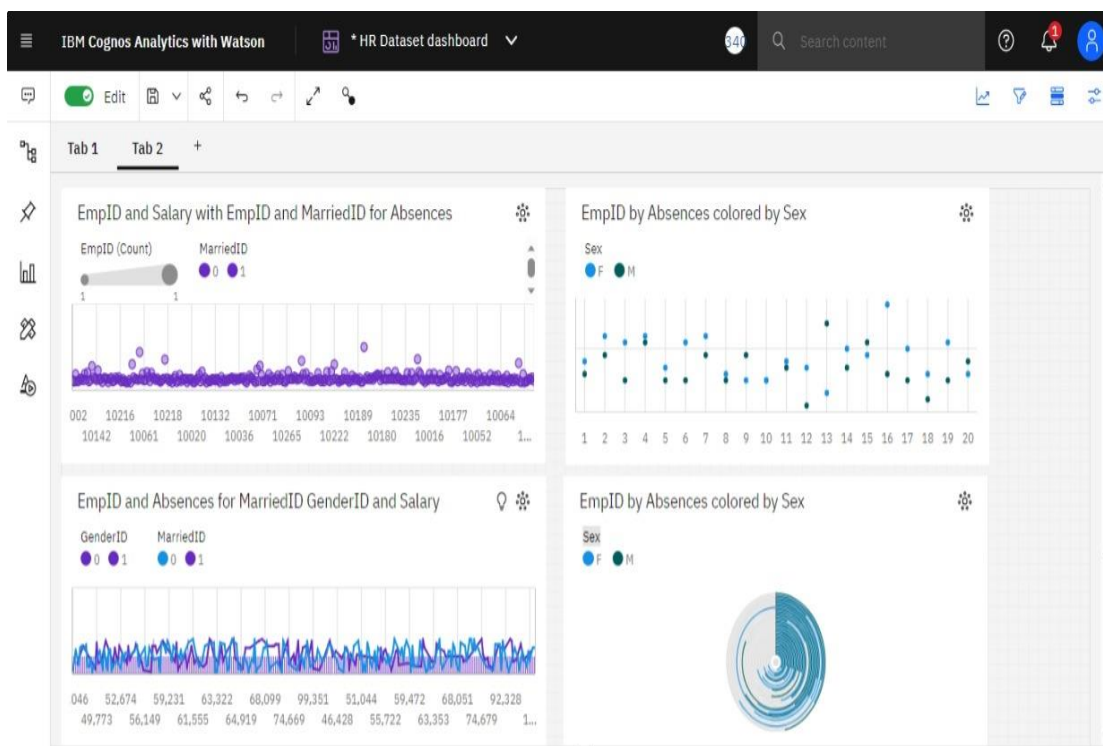 IBM Cognos Analytics with Watson
* HR Dataset dashboard
340
Search content
1
Edit
Tab 1 Tab 2 +
EmpID and Salary with EmpID and MarriedID for Absences
EmpID (Count) MarriedID
0 1
1 1
002 10216 10218 10132 10071 10093 10189 10235 10177 10064
10142 10061 10020 10036 10265 10222 10180 10016 10052 1...
EmpID by Absences colored by Sex
Sex
F M
1 2 3 4 5 6 7 8 9 10 11 12 13 14 15 16 17 18 19 20
EmpID and Absences for MarriedID GenderID and Salary
GenderID MarriedID
0 1 0 1
046 52,674 59,231 63,322 68,099 99,351 51,044 59,472 68,051 92,328
49,773 56,149 61,555 64,919 74,669 46,428 55,722 63,353 74,679 1...
EmpID by Absences colored by Sex
Sex
F M